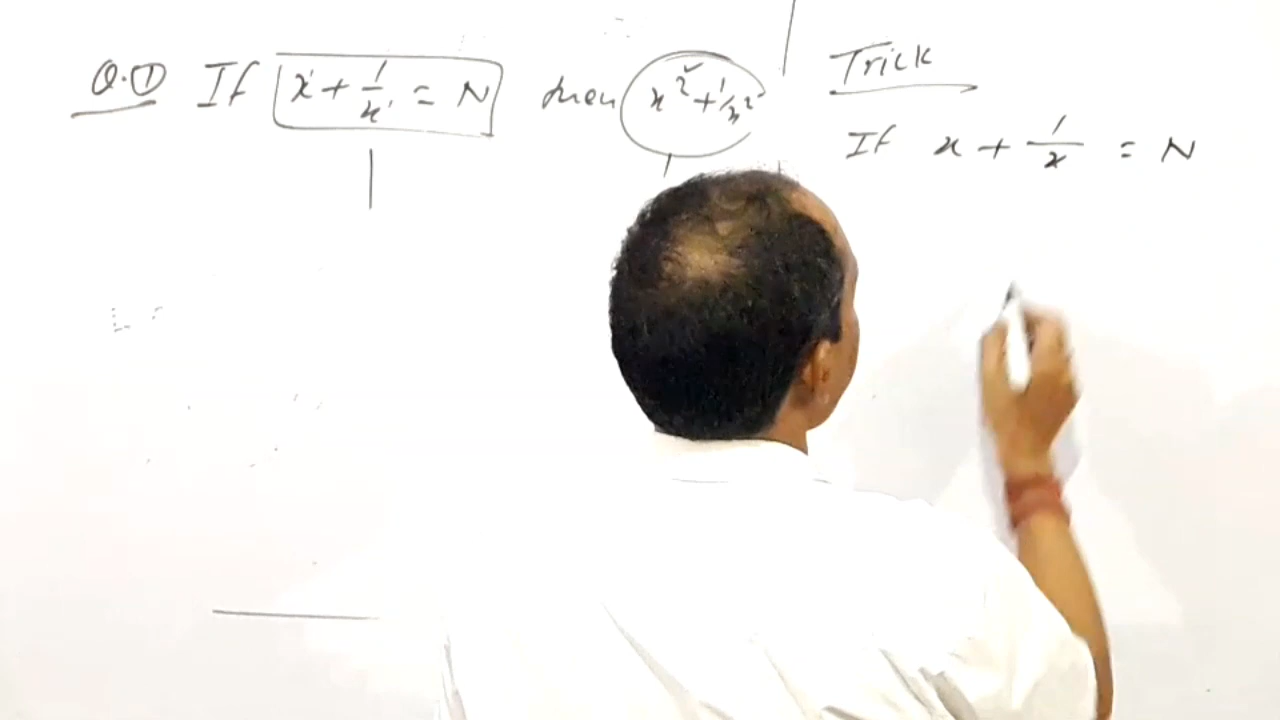 Q.① If x + 1/x = N then x² + 1/x²
Trick
If x + 1/x = N